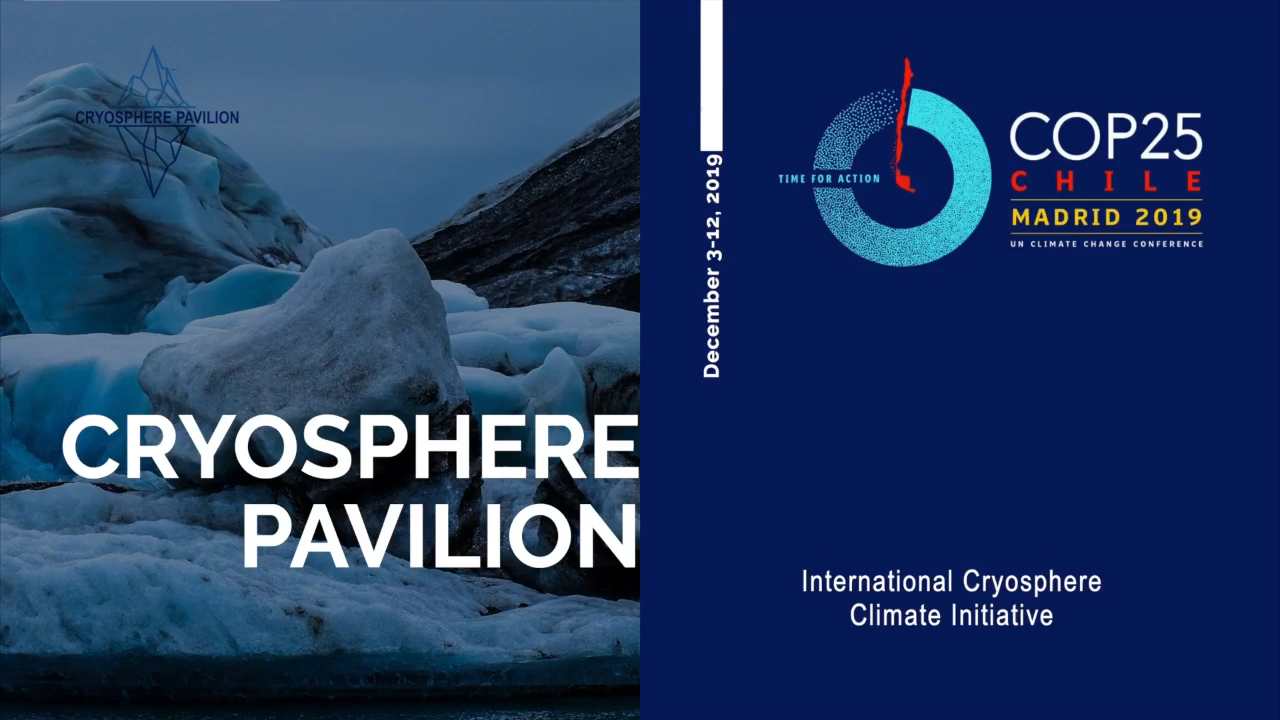 CRYOSPHERE PAVILION
CRYOSPHERE
PAVILION
December 3-12, 2019
TIME FOR ACTION
COP25
CHILE
MADRID 2019
UN CLIMATE CHANGE CONFERENCE
International Cryosphere
Climate Initiative